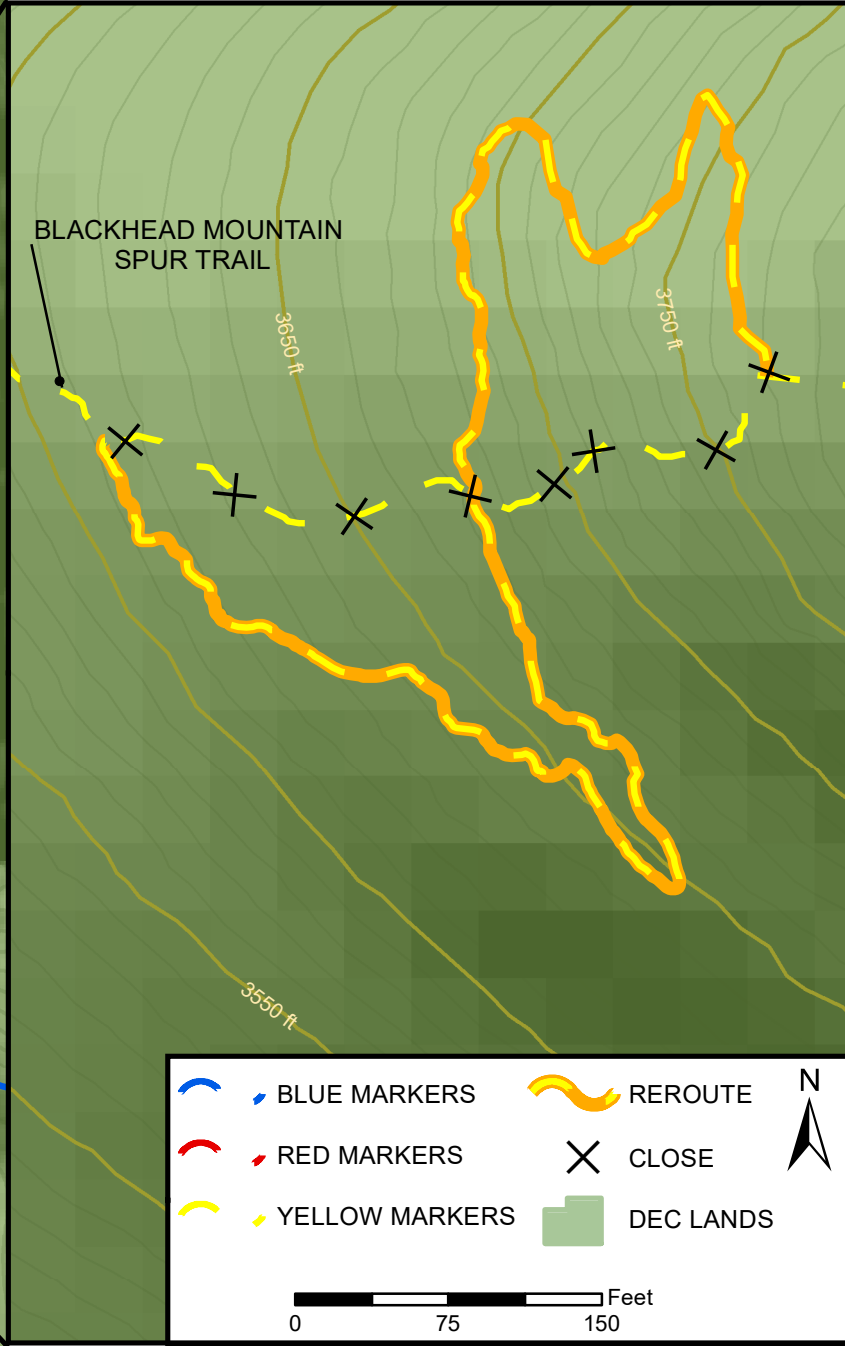 BLACKHEAD MOUNTAIN
SPUR TRAIL
3650 ft
3750 ft
3550 ft
BLUE MARKERS
REROUTE
N
RED MARKERS
CLOSE
YELLOW MARKERS
DEC LANDS
Feet
0 75 150